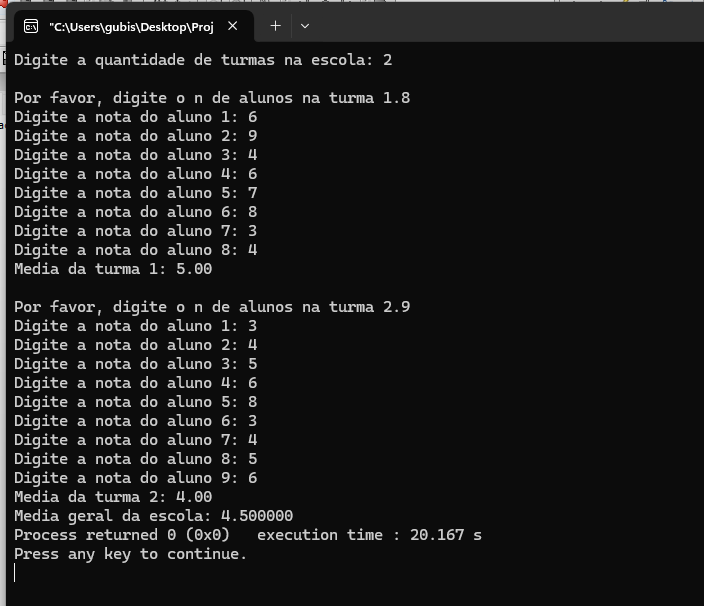 "C:\Users\gubis\Desktop\Proj
Digite a quantidade de turmas na escola: 2
Por favor, digite o n de alunos na turma 1.8
Digite a nota do aluno 1: 6
Digite a nota do aluno 2: 9
Digite a nota do aluno 3: 4
Digite a nota do aluno 4: 6
Digite a nota do aluno 5: 7
Digite a nota do aluno 6: 8
Digite a nota do aluno 7: 3
Digite a nota do aluno 8: 4
Media da turma 1: 5.00
Por favor, digite o n de alunos na turma 2.9
Digite a nota do aluno 1: 3
Digite a nota do aluno 2: 4
Digite a nota do aluno 3: 5
Digite a nota do aluno 4: 6
Digite a nota do aluno 5: 8
Digite a nota do aluno 6: 3
Digite a nota do aluno 7: 4
Digite a nota do aluno 8: 5
Digite a nota do aluno 9: 6
Media da turma 2: 4.00
Media geral da escola: 4.500000
Process returned 0 (0x0)   execution time : 20.167 s
Press any key to continue.